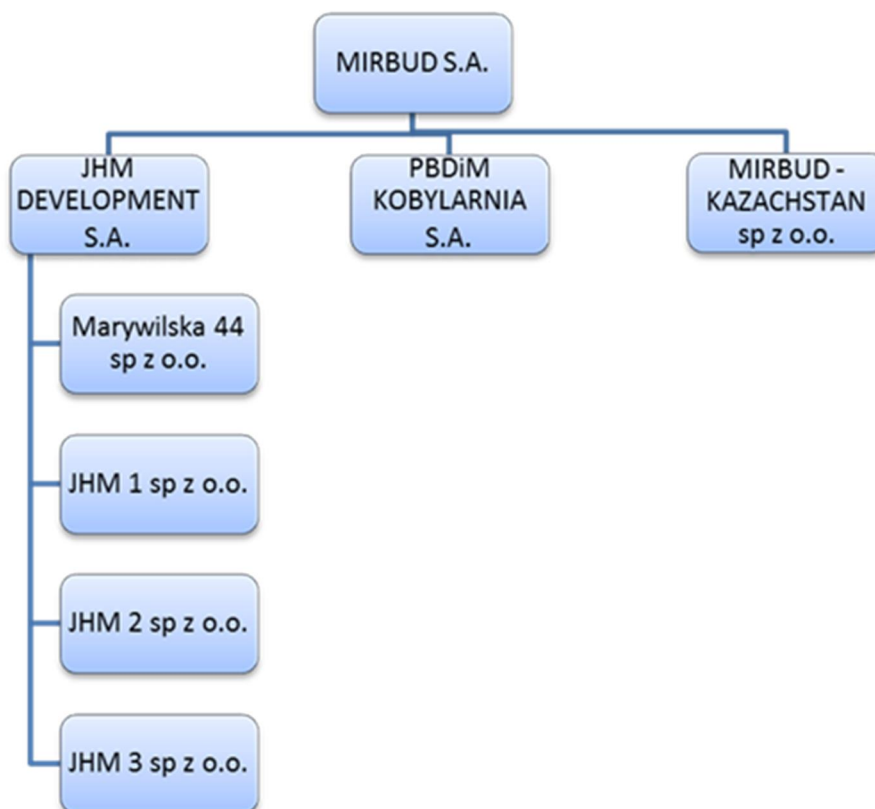 MIRBUD S.A.
JHM
DEVELOPMENT
S.A.
PBDiM
KOBYLARNIA
S.A.
MIRBUD -
KAZACHSTAN
sp z o.o.
Marywilska 44
sp z o.o.
JHM 1 sp z o.o.
JHM 2 sp z o.o.
JHM 3 sp z o.o.